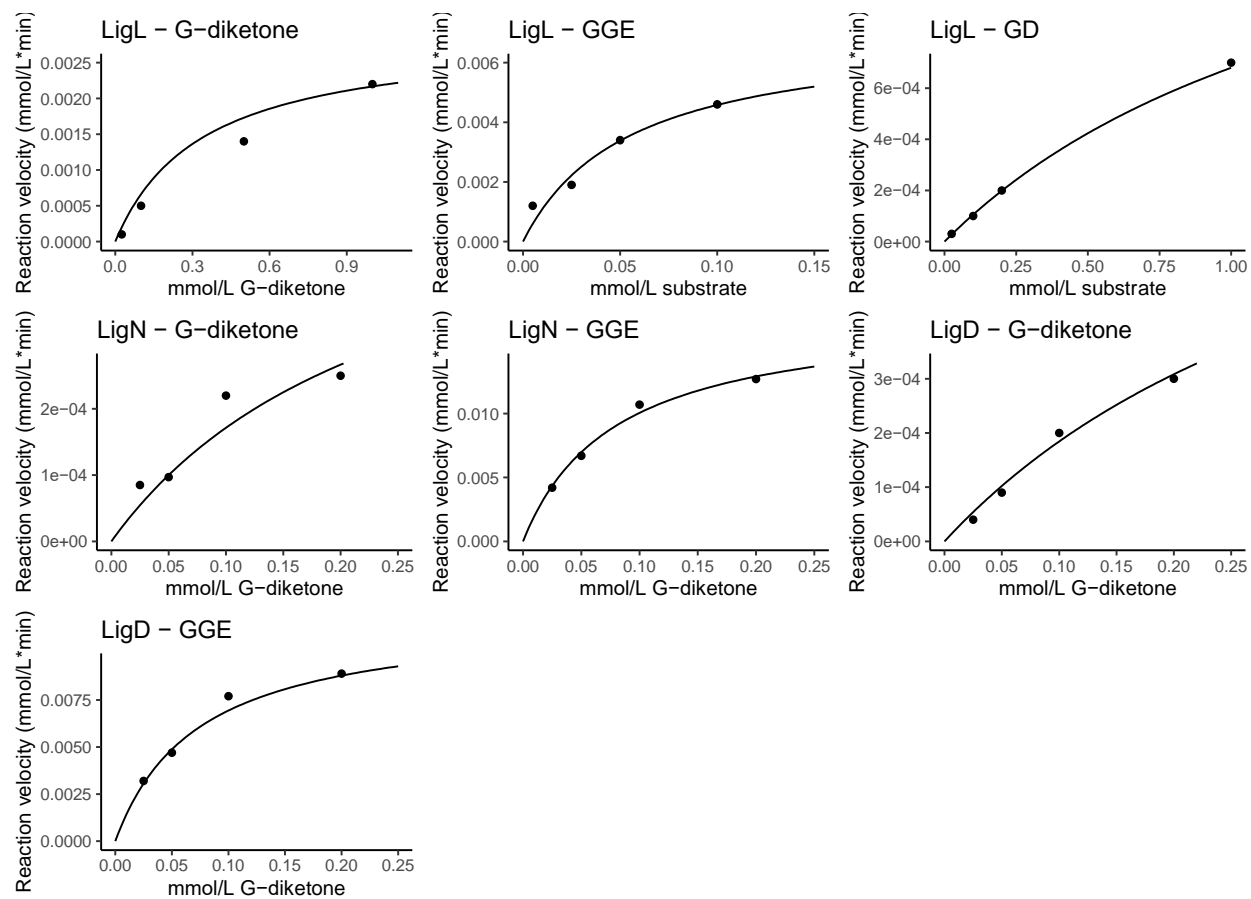 LigL − G−diketone
Reaction velocity (mmol/L*min)
0.0025
0.0020
0.0015
0.0010
0.0005
0.0000
0.0 0.3 0.6 0.9
mmol/L G−diketone
LigL − GGE
Reaction velocity (mmol/L*min)
0.006
0.004
0.002
0.000
0.00 0.05 0.10 0.15
mmol/L substrate
LigL − GD
Reaction velocity (mmol/L*min)
6e−04
4e−04
2e−04
0e+00
0.00 0.25 0.50 0.75 1.00
mmol/L substrate
LigN − G−diketone
Reaction velocity (mmol/L*min)
2e−04
1e−04
0e+00
0.00 0.05 0.10 0.15 0.20 0.25
mmol/L G−diketone
LigN − GGE
Reaction velocity (mmol/L*min)
0.010
0.005
0.000
0.00 0.05 0.10 0.15 0.20 0.25
mmol/L G−diketone
LigD − G−diketone
Reaction velocity (mmol/L*min)
3e−04
2e−04
1e−04
0e+00
0.00 0.05 0.10 0.15 0.20 0.25
mmol/L G−diketone
LigD − GGE
Reaction velocity (mmol/L*min)
0.0075
0.0050
0.0025
0.0000
0.00 0.05 0.10 0.15 0.20 0.25
mmol/L G−diketone